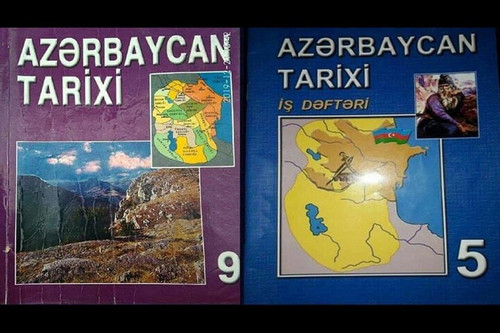 AZƏRBAYCAN
TARİXİ
9
AZƏRBAYCAN
TARİXİ
İŞ DƏFTƏRİ
5